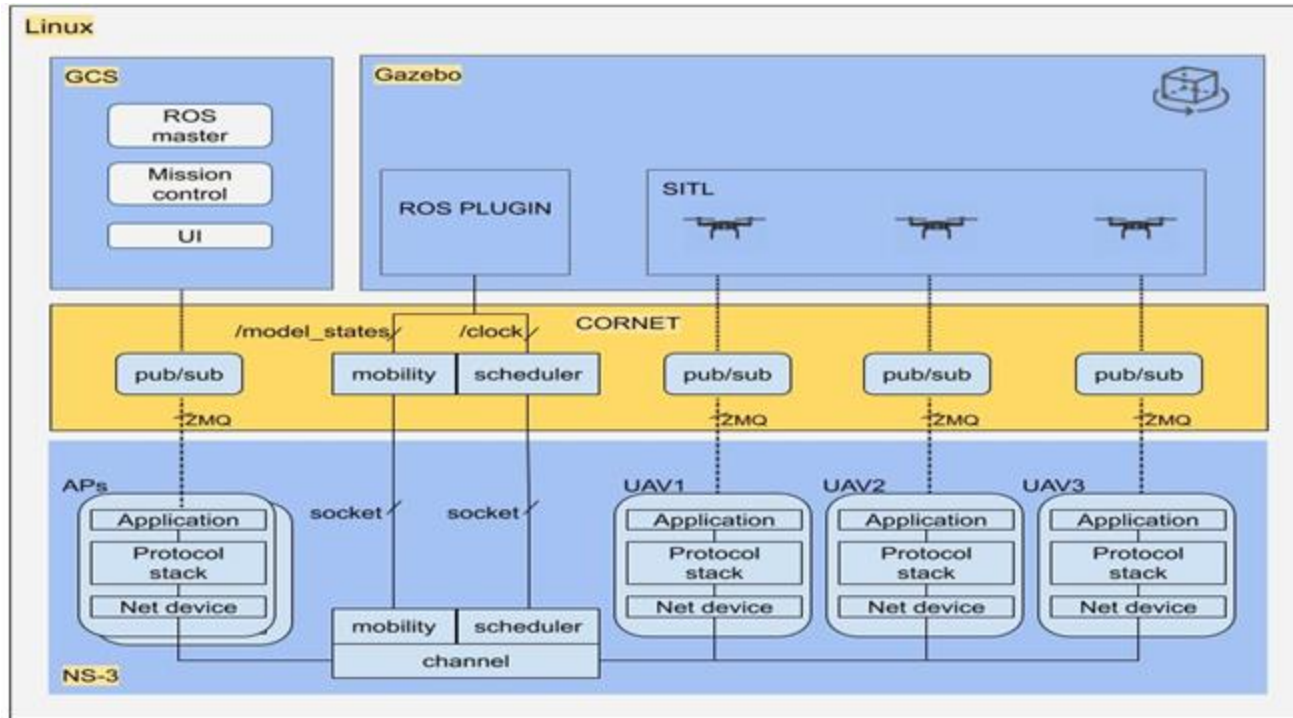 Linux
GCS
ROS
master
Mission
control
UI
Gazebo
ROS PLUGIN
SITL
CORNET
/model_states
/clock
pub/sub
mobility
scheduler
pub/sub
pub/sub
pub/sub
ZMQ
ZMQ
ZMQ
ZMQ
socket
socket
APs
Application
Protocol
stack
Net device
mobility
scheduler
channel
UAV1
Application
Protocol
stack
Net device
UAV2
Application
Protocol
stack
Net device
UAV3
Application
Protocol
stack
Net device
NS-3